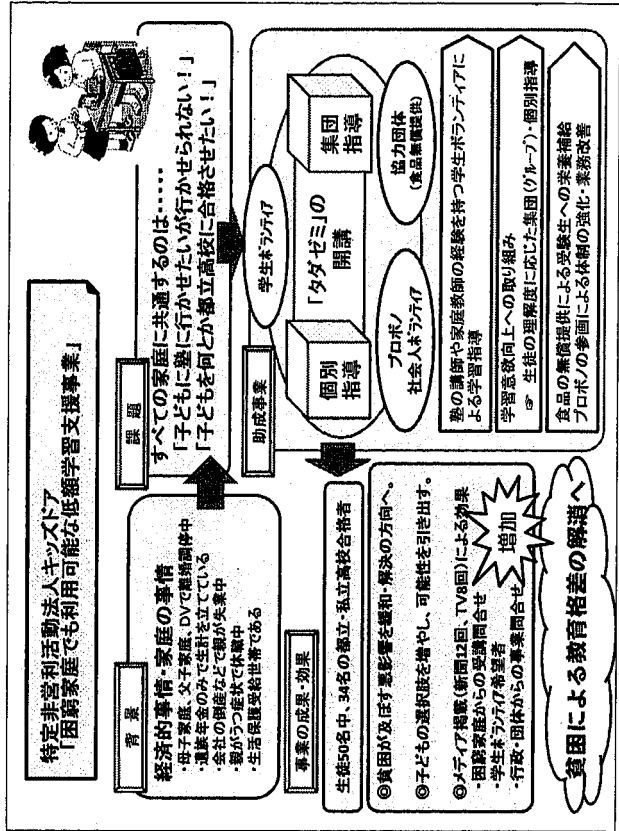 特定非営利活動法人キッズドア
「困窮家庭でも利用可能な低額学習支援事業」
背景
経済的事情・家庭の事情
・母子家庭、父子家庭、DVで離婚調停中
・遺族年金のみで生計を立てている
・会社の倒産などで親が失業中
・親がうつ症状で休職中
・生活保護受給世帯である
課題
すべての家庭に共通するのは・・・・・
「子どもに塾に行かせたいが行かせられない!」
「子どもを何とか都立高校に合格させたい!」
助成事業
学生ボランティア
個別
指導
「タダゼミ」の
開講
集団
指導
プロボノ
社会人ボランティア
協力団体
(食品無償提供)
塾の講師や家庭教師の経験を持つ学生ボランティアに
よる学習指導
学習意欲向上への取り組み
☞ 生徒の理解度に応じた集団(グループ)・個別指導
食品の無償提供による受験生への栄養補給
プロボノの参画による体制の強化・業務改善
事業の成果・効果
生徒50名中、34名の都立・私立高校合格者
◎貧困が及ぼす悪影響を緩和・解決の方向へ。
◎子どもの選択肢を増やし、可能性を引き出す。
◎メディア掲載(新聞12回、TV8回)による効果
・困窮家庭からの受講問合せ
・学生ボランティア希望者
・行政・団体からの事業問合せ
増加
貧困による教育格差の解消へ